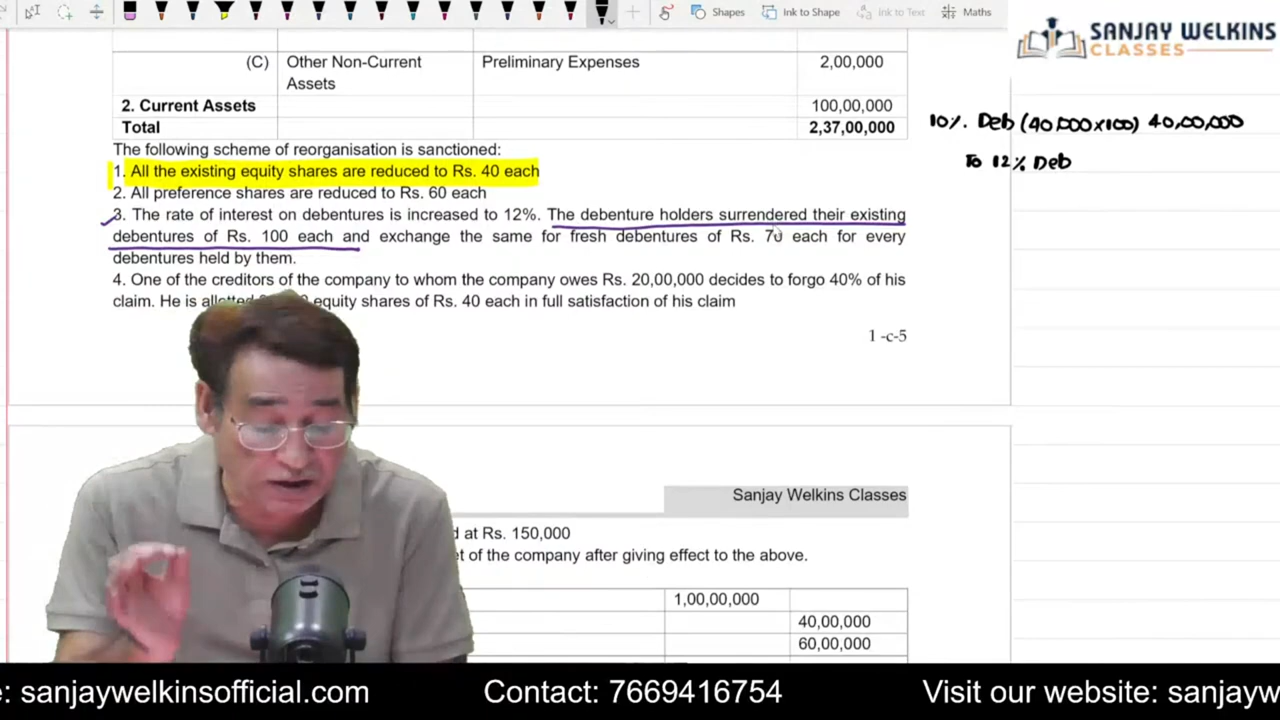 Shapes Ink to Shape Ink to Text Maths
SANJAY WELKINS
CLASSES
(C) Other Non-Current Assets Preliminary Expenses 2,00,000
2. Current Assets 100,00,000
Total 2,37,00,000
10%. Deb (40,000x100) 40,00,000
To 12% Deb
The following scheme of reorganisation is sanctioned:
1. All the existing equity shares are reduced to Rs. 40 each
2. All preference shares are reduced to Rs. 60 each
3. The rate of interest on debentures is increased to 12%. The debenture holders surrendered their existing
debentures of Rs. 100 each and exchange the same for fresh debentures of Rs. 70 each for every
debentures held by them.
4. One of the creditors of the company to whom the company owes Rs. 20,00,000 decides to forgo 40% of his
claim. He is allotted equity shares of Rs. 40 each in full satisfaction of his claim
1 -c-5
Sanjay Welkins Classes
d at Rs. 150,000
et of the company after giving effect to the above.
1,00,00,000
40,00,000
60,00,000
e: sanjaywelkinsofficial.com Contact: 7669416754 Visit our website: sanjayw